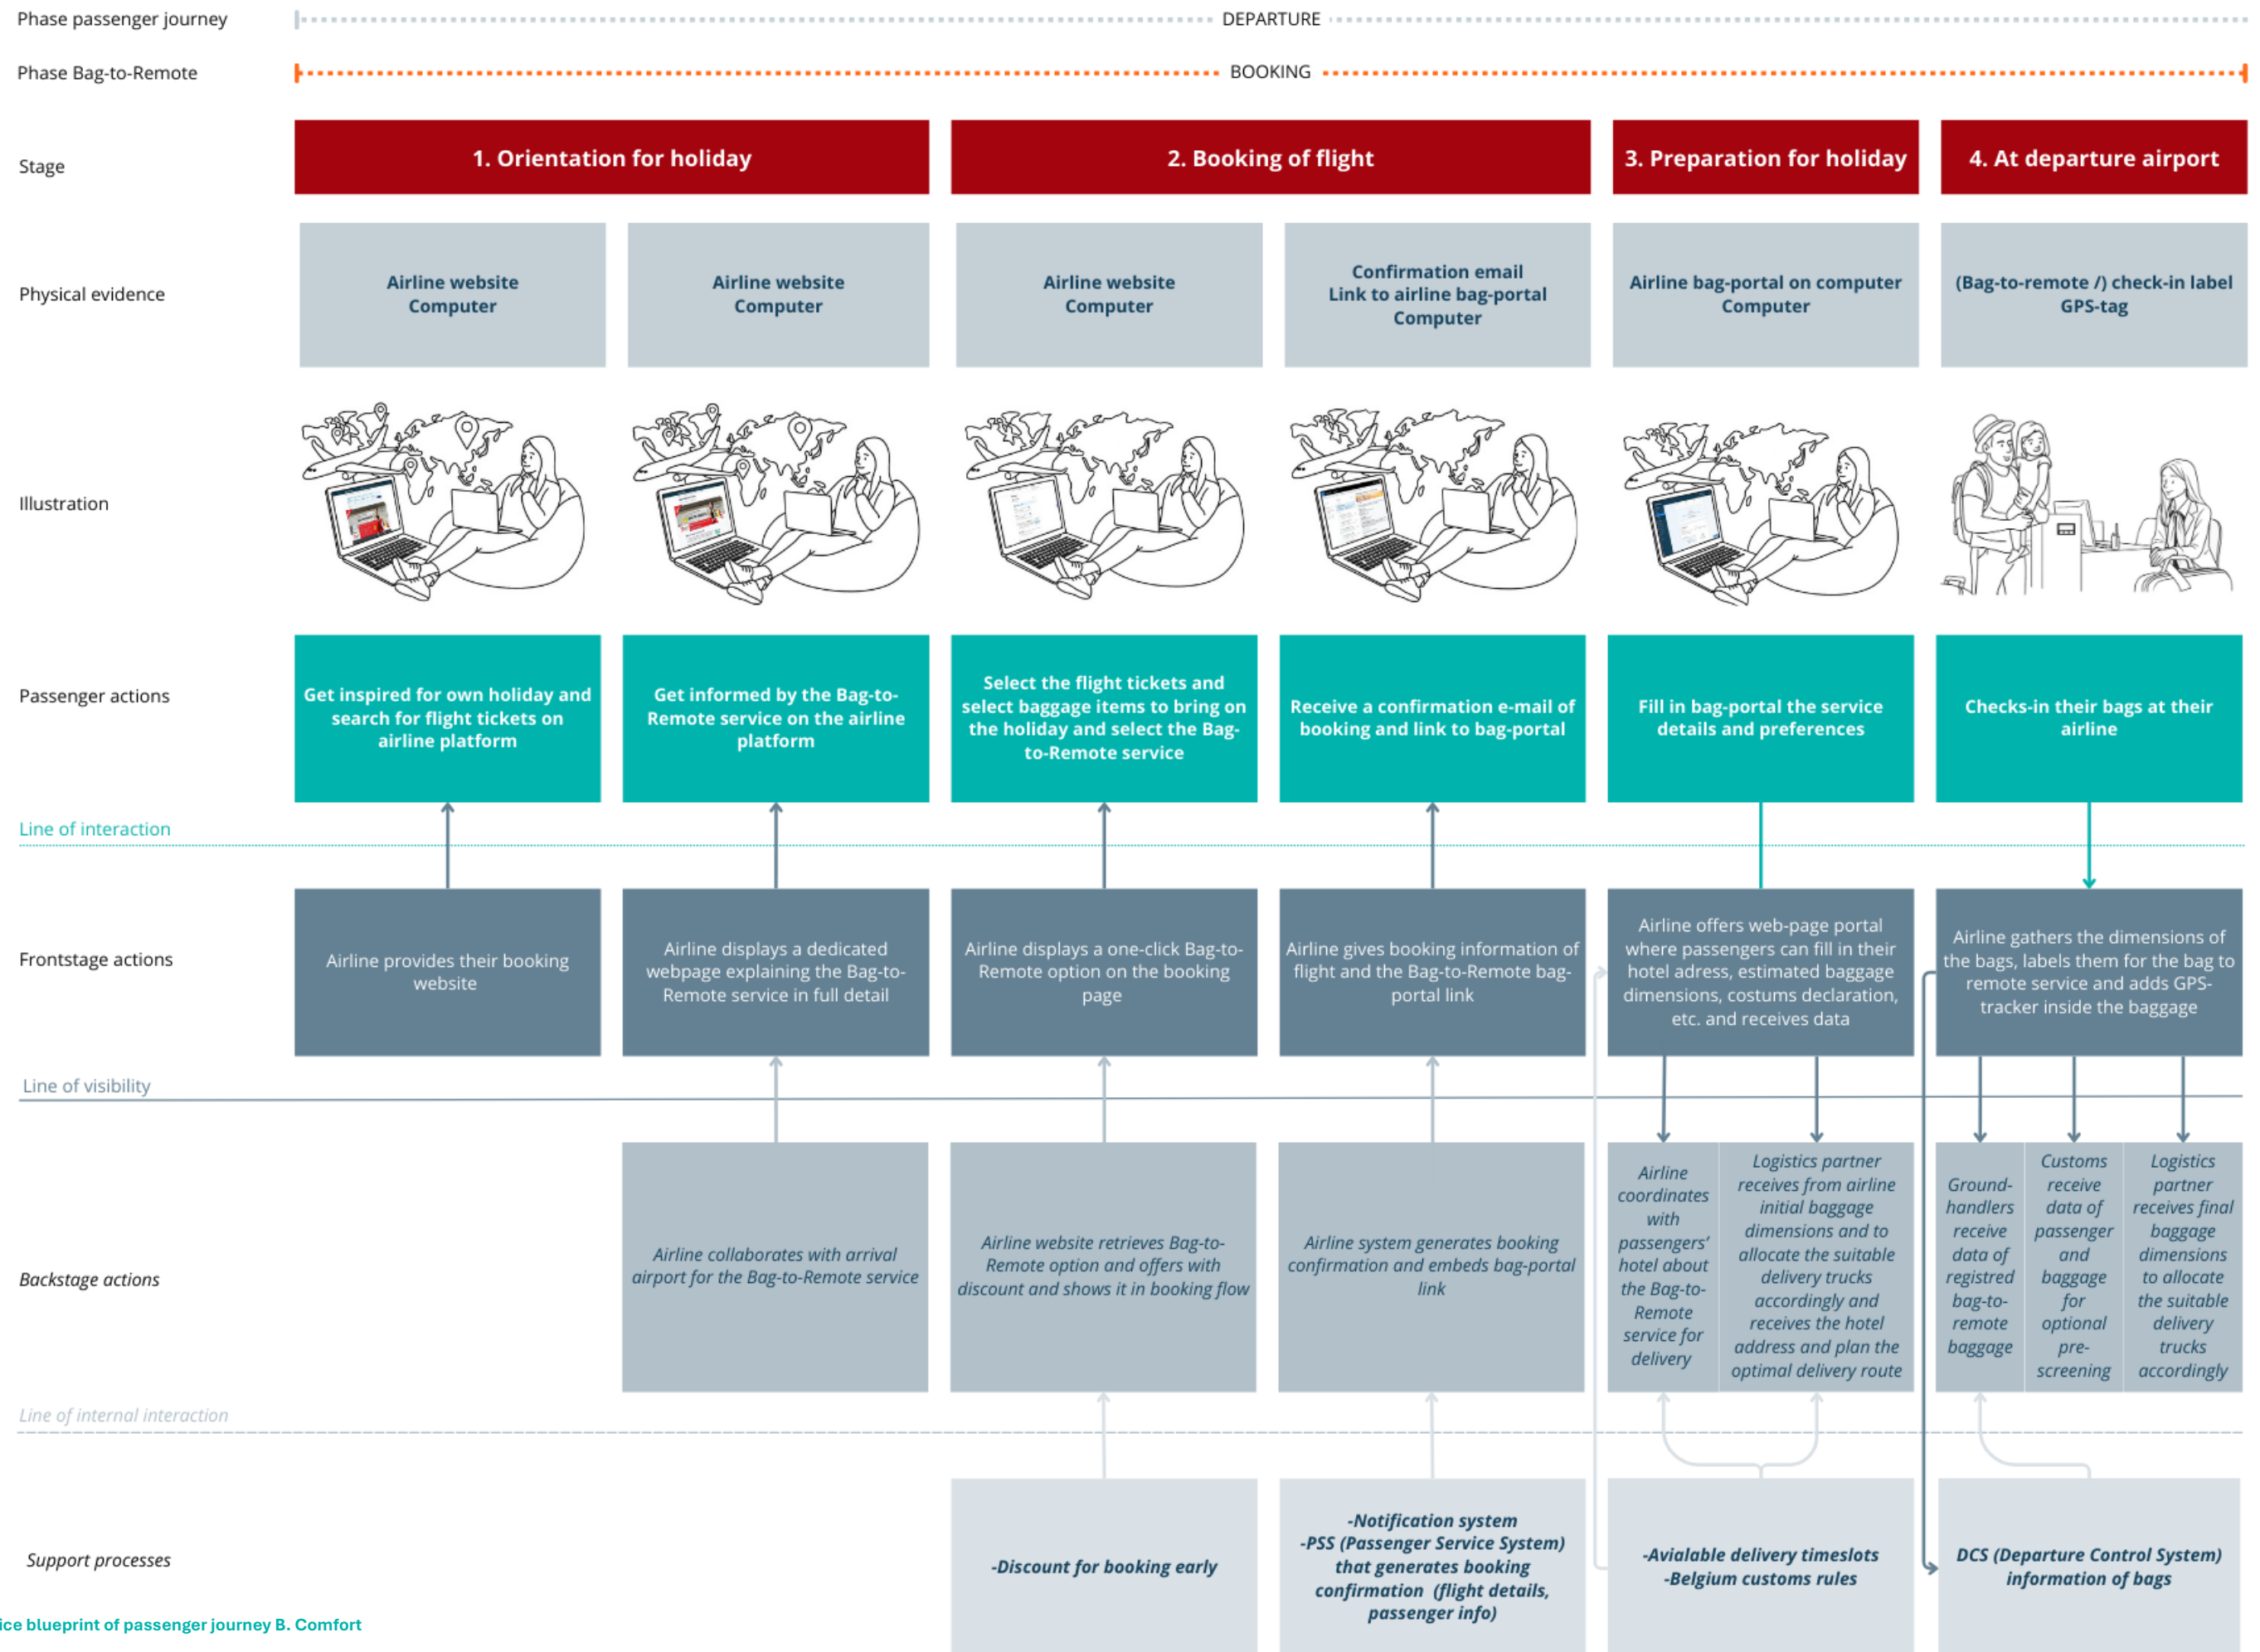 Phase passenger journey
DEPARTURE
Phase Bag-to-Remote
BOOKING
Stage
1. Orientation for holiday
2. Booking of flight
3. Preparation for holiday
4. At departure airport
Physical evidence
Airline website
Computer
Airline website
Computer
Airline website
Computer
Confirmation email
Link to airline bag-portal
Computer
Airline bag-portal on computer
Computer
(Bag-to-remote /) check-in label
GPS-tag
Illustration
Passenger actions
Get inspired for own holiday and
search for flight tickets on
airline platform
Get informed by the Bag-to-
Remote service on the airline
platform
Select the flight tickets and
select baggage items to bring on
the holiday and select the Bag-
to-Remote service
Receive a confirmation e-mail of
booking and link to bag-portal
Fill in bag-portal the service
details and preferences
Checks-in their bags at their
airline
Line of interaction
Frontstage actions
Airline provides their booking
website
Airline displays a dedicated
webpage explaining the Bag-to-
Remote service in full detail
Airline displays a one-click Bag-to-
Remote option on the booking
page
Airline gives booking information of
flight and the Bag-to-Remote bag-
portal link
Airline offers web-page portal
where passengers can fill in their
hotel adress, estimated baggage
dimensions, costums declaration,
etc. and receives data
Airline gathers the dimensions of
the bags, labels them for the bag to
remote service and adds GPS-
tracker inside the baggage
Line of visibility
Backstage actions
Airline collaborates with arrival
airport for the Bag-to-Remote service
Airline website retrieves Bag-to-
Remote option and offers with
discount and shows it in booking flow
Airline system generates booking
confirmation and embeds bag-portal
link
Airline
coordinates
with
passengers'
hotel about
the Bag-to-
Remote
service for
delivery
Logistics partner
receives from airline
initial baggage
dimensions and to
allocate the suitable
delivery trucks
accordingly and
receives the hotel
address and plan the
optimal delivery route
Ground-
handlers
receive
data of
registred
bag-to-
remote
baggage
Customs
receive
data of
passenger
and
baggage
for
optional
pre-
screening
Logistics
partner
receives final
baggage
dimensions
to allocate
the suitable
delivery
trucks
accordingly
Line of internal interaction
Support processes
-Discount for booking early
-Notification system
-PSS (Passenger Service System)
that generates booking
confirmation (flight details,
passenger info)
-Avialable delivery timeslots
-Belgium customs rules
DCS (Departure Control System)
information of bags
ice blueprint of passenger journey B. Comfort